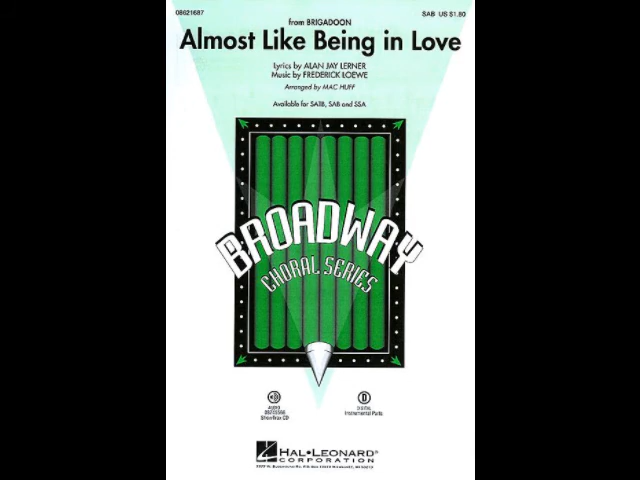 08621687
SAB US $1.80
from BRIGADOON
Almost Like Being in Love
Lyrics by ALAN JAY LERNER
Music by FREDERICK LOEWE
Arranged by MAC HUFF
Available for SATB, SAB and SSA
BROADWAY
CHORAL SERIES
AUDIO
ShowTrax CD
DIGITAL
Instrumental Parts
HAL•LEONARD
CORPORATION